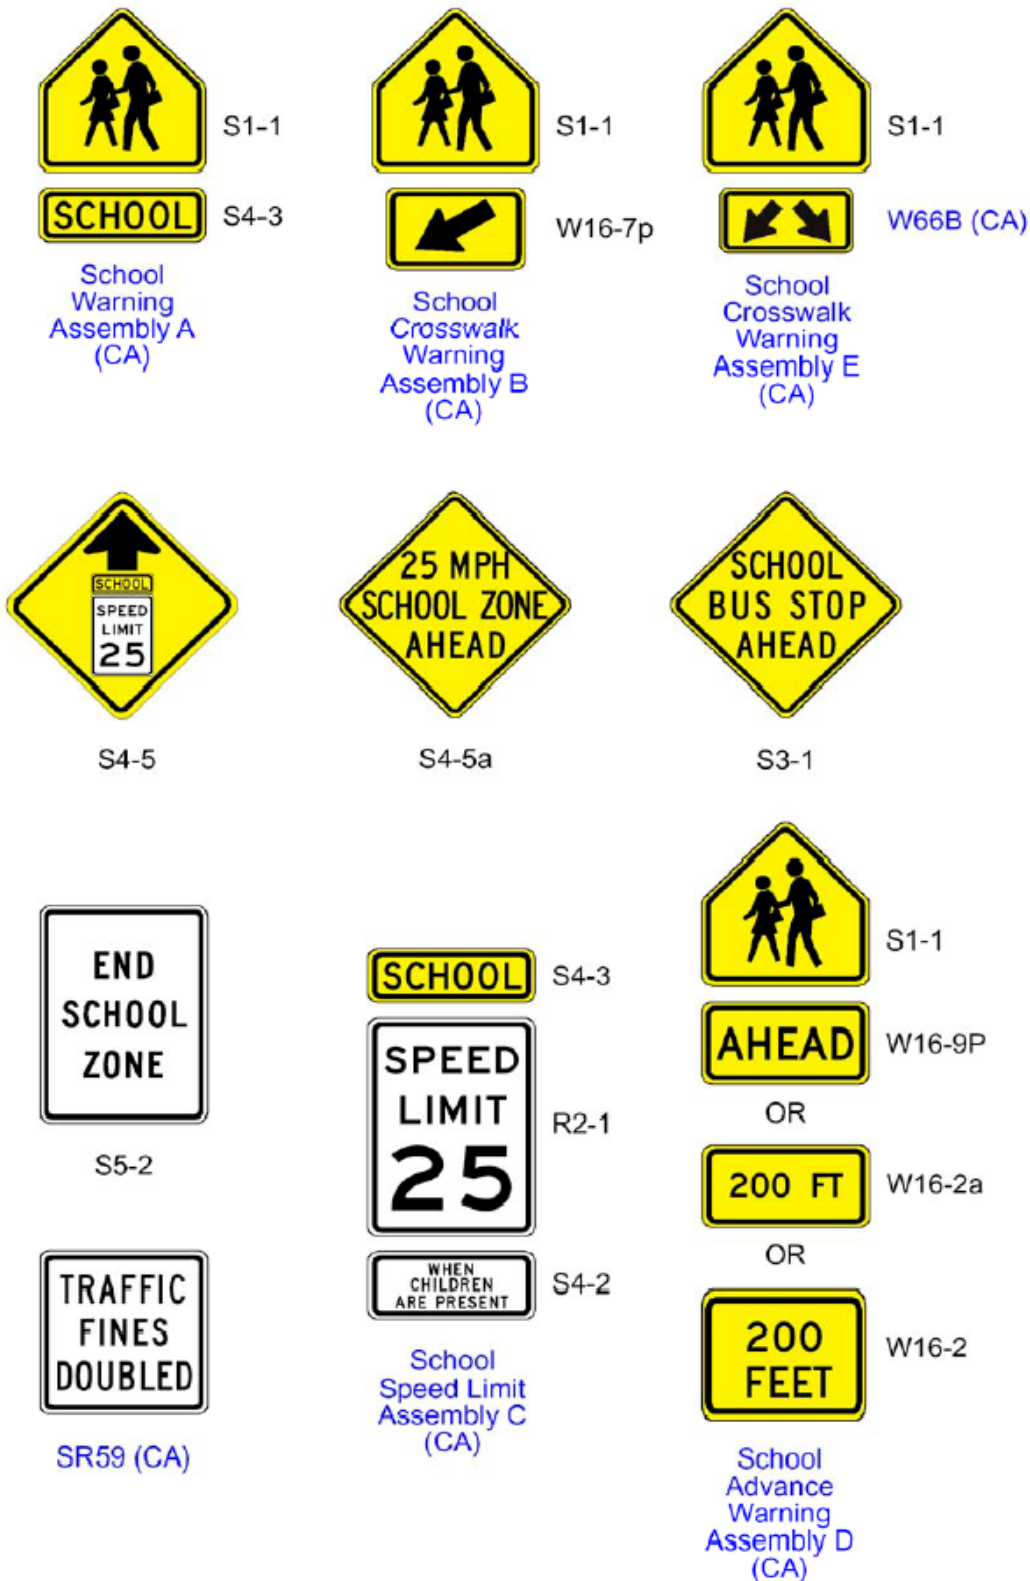 S1-1
SCHOOL
S4-3
School
Warning
Assembly A
(CA)
S1-1
W16-7p
School
Crosswalk
Warning
Assembly B
(CA)
S1-1
W66B (CA)
School
Crosswalk
Warning
Assembly E
(CA)
SCHOOL
SPEED
LIMIT
25
S4-5
25 MPH
SCHOOL ZONE
AHEAD
S4-5a
SCHOOL
BUS STOP
AHEAD
S3-1
END
SCHOOL
ZONE
S5-2
TRAFFIC
FINES
DOUBLED
SR59 (CA)
SCHOOL
S4-3
SPEED
LIMIT
25
R2-1
WHEN
CHILDREN
ARE PRESENT
S4-2
School
Speed Limit
Assembly C
(CA)
S1-1
AHEAD
W16-9P
OR
200 FT
W16-2a
OR
200
FEET
W16-2
School
Advance
Warning
Assembly D
(CA)